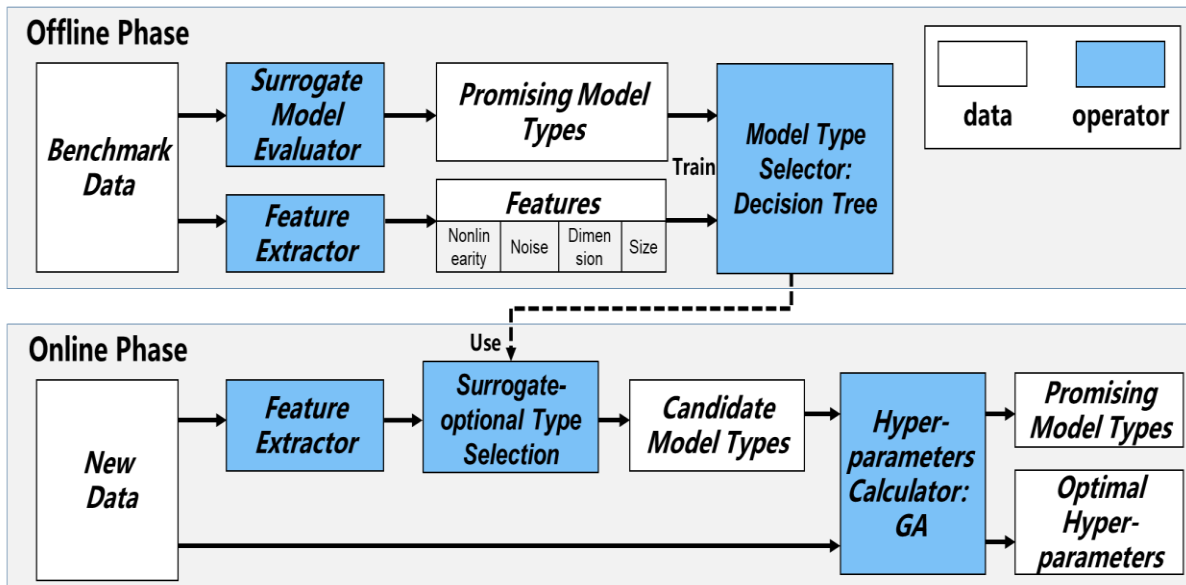 Offline Phase
Benchmark
Data
Surrogate
Model
Evaluator
Promising Model
Types
Feature
Extractor
Features
Nonlin
earity
Noise
Dimen
sion
Size
Train
Model Type
Selector:
Decision Tree
data
operator
Online Phase
Use
New
Data
Feature
Extractor
Surrogate-
optional Type
Selection
Candidate
Model Types
Hyper-
parameters
Calculator:
GA
Promising
Model Types
Optimal
Hyper-
parameters